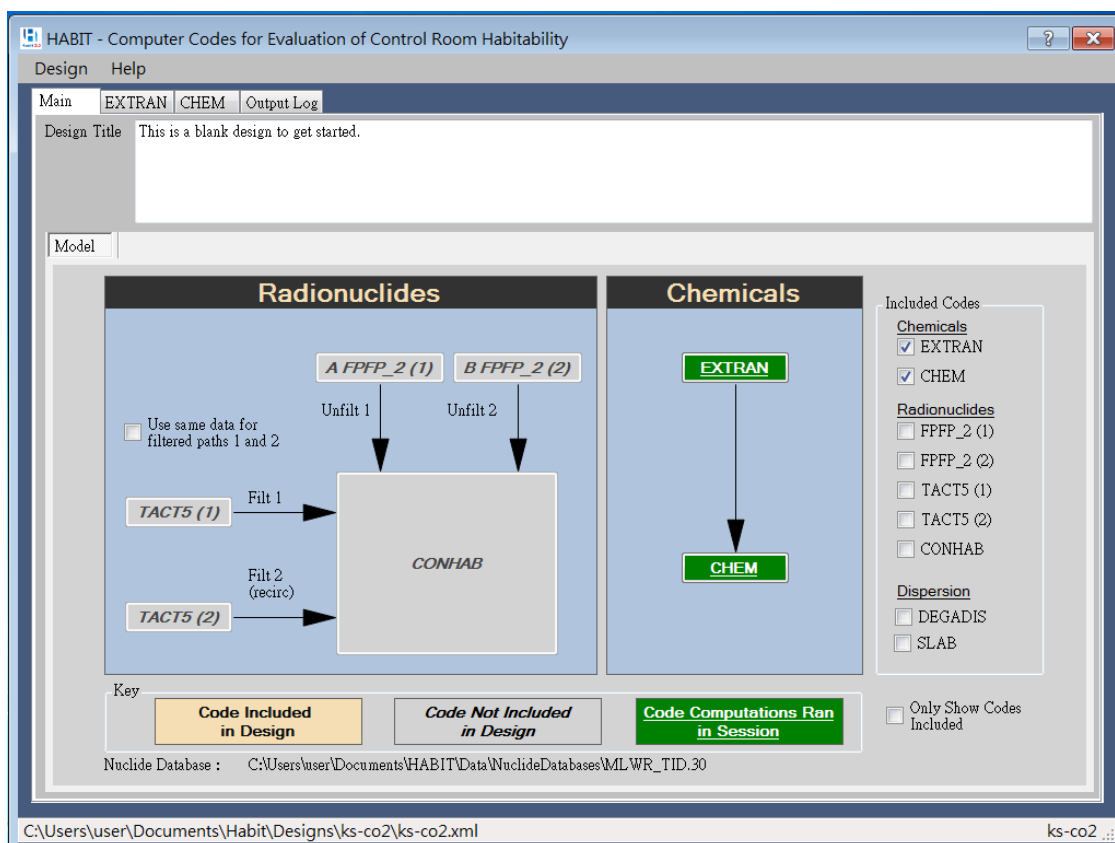 HABIT - Computer Codes for Evaluation of Control Room Habitability
Design Help
Main EXTRAN CHEM Output Log
Design Title This is a blank design to get started.
Model
Radionuclides
A FPFP_2 (1) B FPFP_2 (2)
Unfilt 1 Unfilt 2
Use same data for
filtered paths 1 and 2
TACT5 (1) Filt 1
CONHAB
Filt 2
(recirc)
TACT5 (2)
Chemicals
EXTRAN
CHEM
Included Codes
Chemicals
EXTRAN
CHEM
Radionuclides
FPFP_2 (1)
FPFP_2 (2)
TACT5 (1)
TACT5 (2)
CONHAB
Dispersion
DEGADIS
SLAB
Only Show Codes
Included
Key
Code Included
in Design
Code Not Included
in Design
Code Computations Ran
in Session
Nuclide Database : C:\Users\user\Documents\HABIT\Data\NuclideDatabases\MLWR_TID.30
C:\Users\user\Documents\Habit\Designs\ks-co2\ks-co2.xml ks-co2